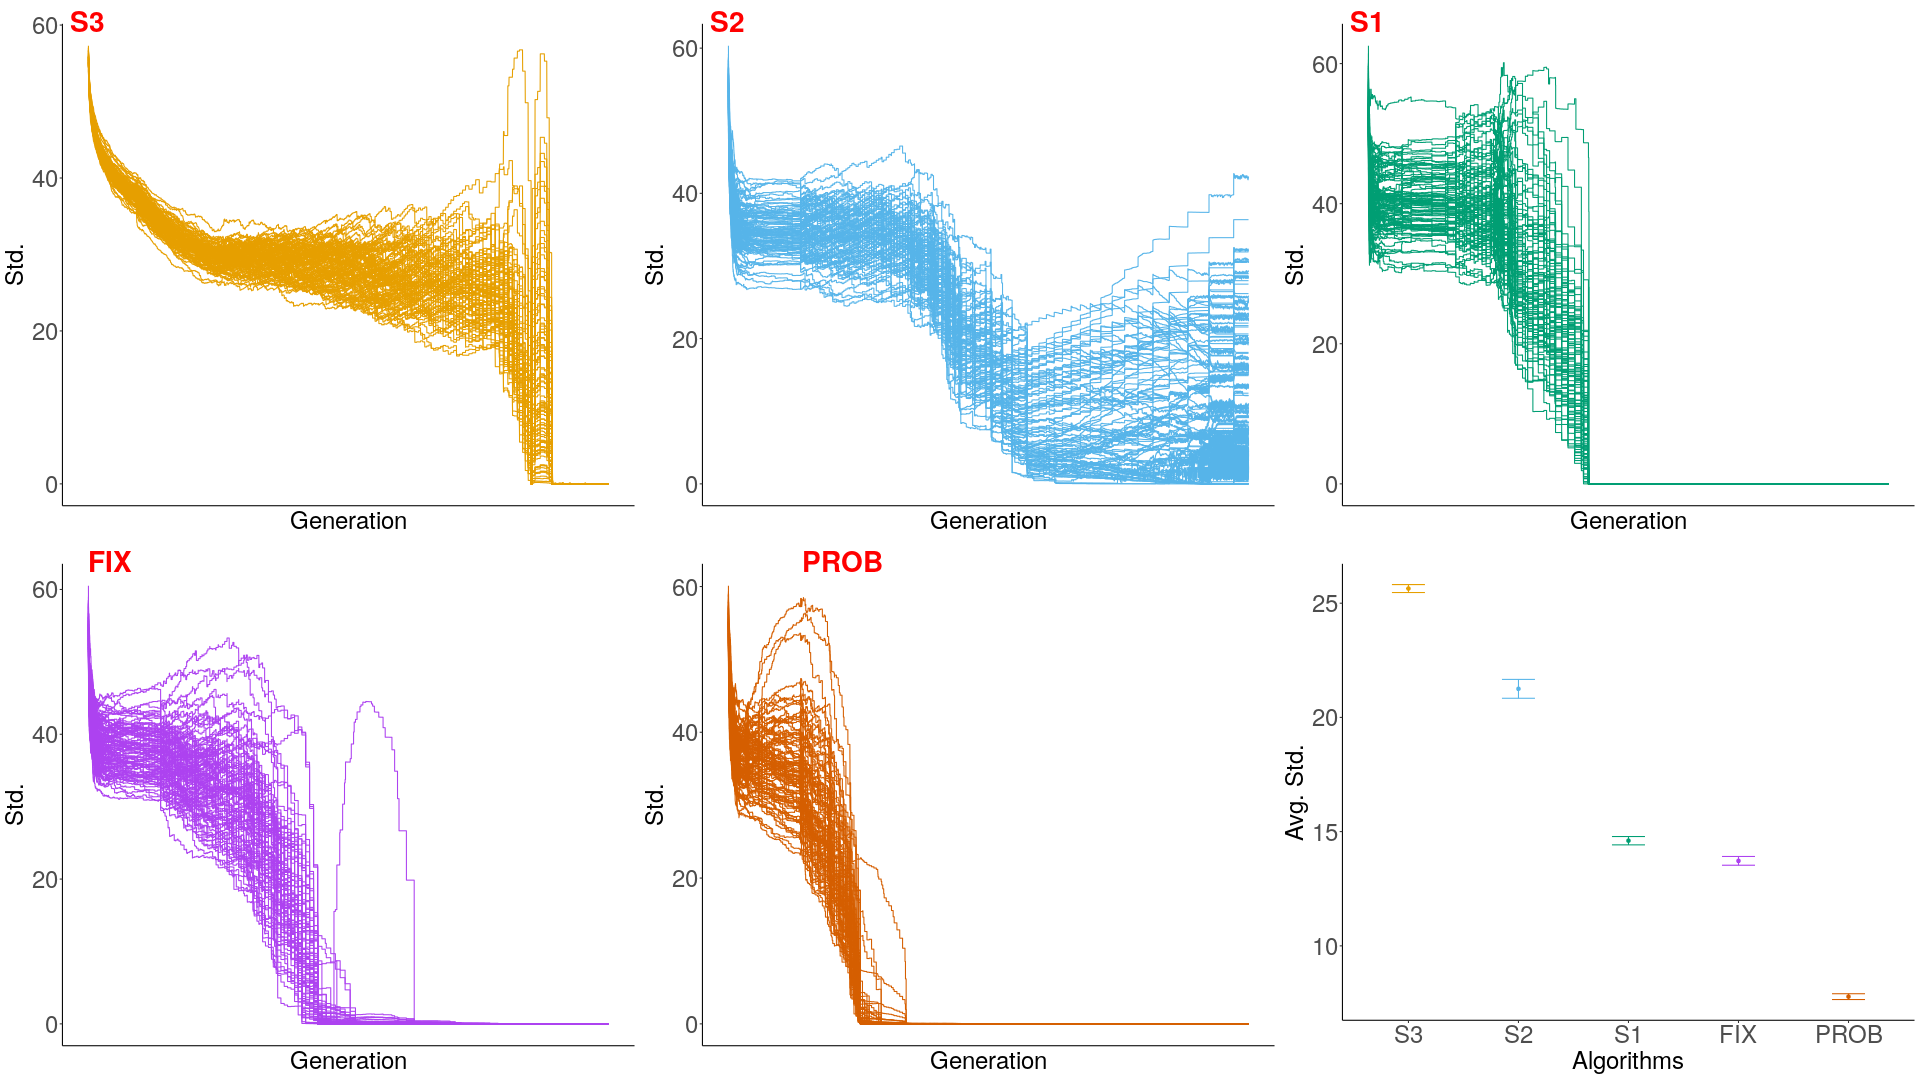 S3
60
40
20
0
Std.
Generation
S2
60
40
20
0
Std.
Generation
S1
60
40
20
0
Std.
Generation
FIX
60
40
20
0
Std.
Generation
PROB
60
40
20
0
Std.
Generation
25
20
15
10
Avg. Std.
S3 S2 S1 FIX PROB
Algorithms